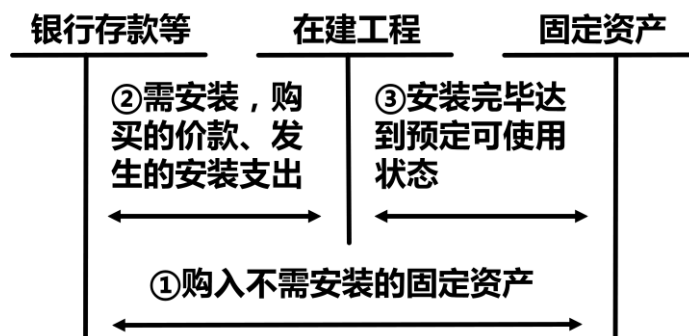 银行存款等 在建工程 固定资产
②需安装，购
买的价款、发
生的安装支出
③安装完毕达
到预定可使用
状态
①购入不需安装的固定资产